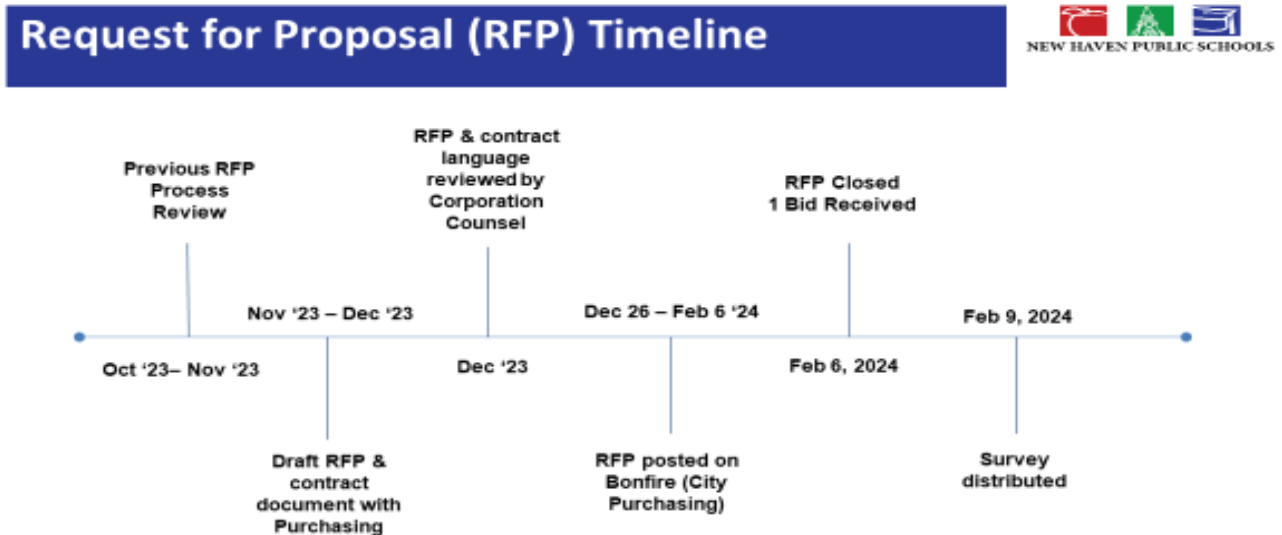 Request for Proposal (RFP) Timeline
NEW HAVEN PUBLIC SCHOOLS
Previous RFP
Process
Review
Oct ‘23– Nov ‘23
Nov ‘23 – Dec ‘23
Draft RFP &
contract
document with
Purchasing
RFP & contract
language
reviewed by
Corporation
Counsel
Dec ‘23
Dec 26 – Feb 6 ‘24
RFP posted on
Bonfire (City
Purchasing)
RFP Closed
1 Bid Received
Feb 6, 2024
Feb 9, 2024
Survey
distributed